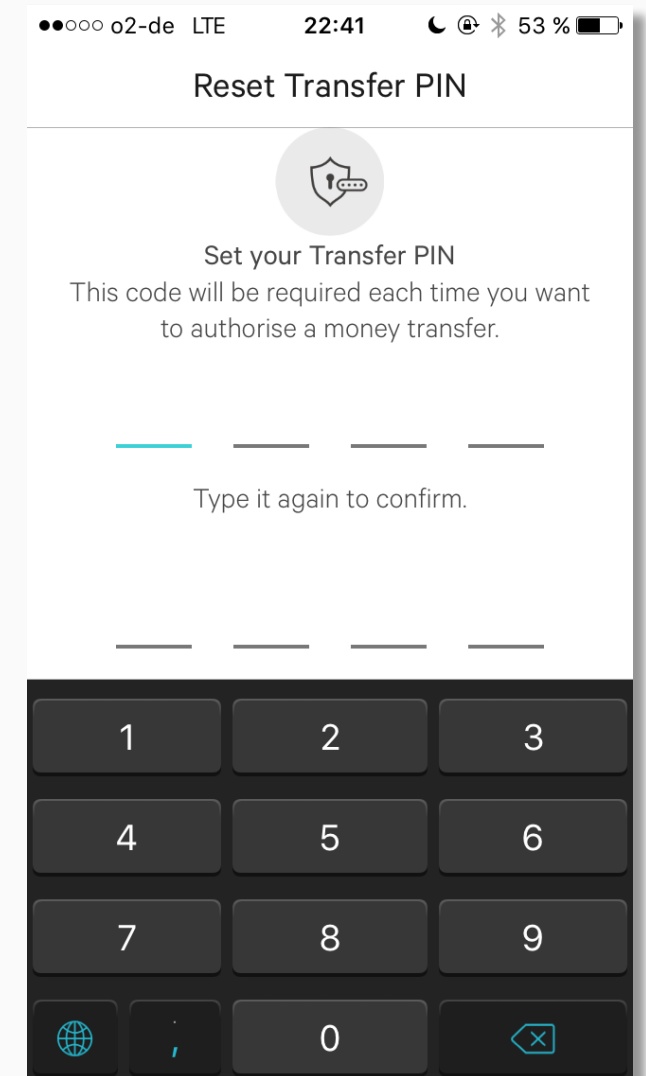 o2-de LTE 22:41 53 %
Reset Transfer PIN
Set your Transfer PIN
This code will be required each time you want
to authorise a money transfer.
Type it again to confirm.
1 2 3
4 5 6
7 8 9
. , 0